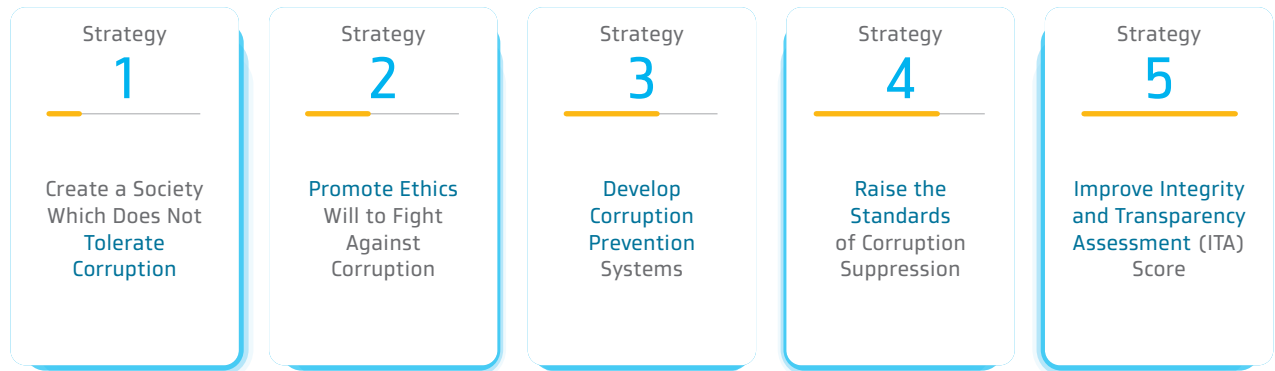 Strategy
1
Create a Society
Which Does Not
Tolerate
Corruption
Strategy
2
Promote Ethics
Will to Fight
Against
Corruption
Strategy
3
Develop
Corruption
Prevention
Systems
Strategy
4
Raise the
Standards
of Corruption
Suppression
Strategy
5
Improve Integrity
and Transparency
Assessment (ITA)
Score